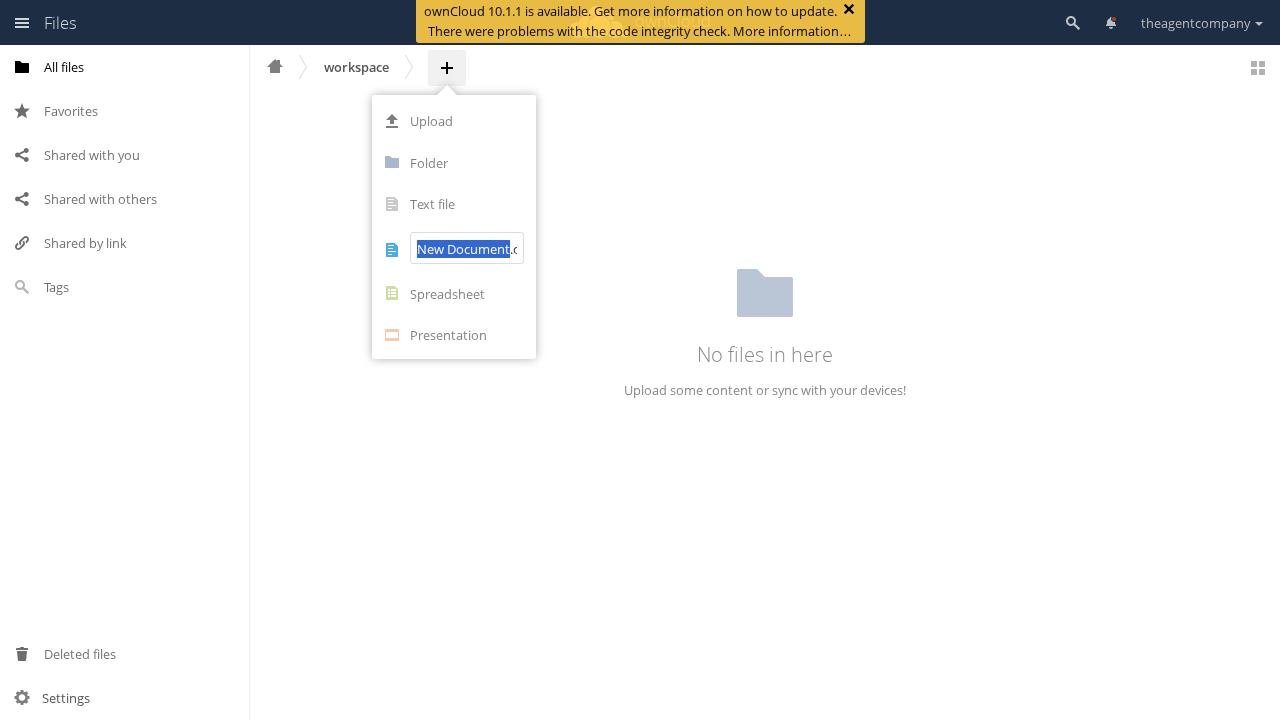 Files
ownCloud 10.1.1 is available. Get more information on how to update.
There were problems with the code integrity check. More information…
theagentcompany
All files
Favorites
Shared with you
Shared with others
Shared by link
Tags
Deleted files
Settings
workspace
Upload
Folder
Text file
New Document
Spreadsheet
Presentation
No files in here
Upload some content or sync with your devices!